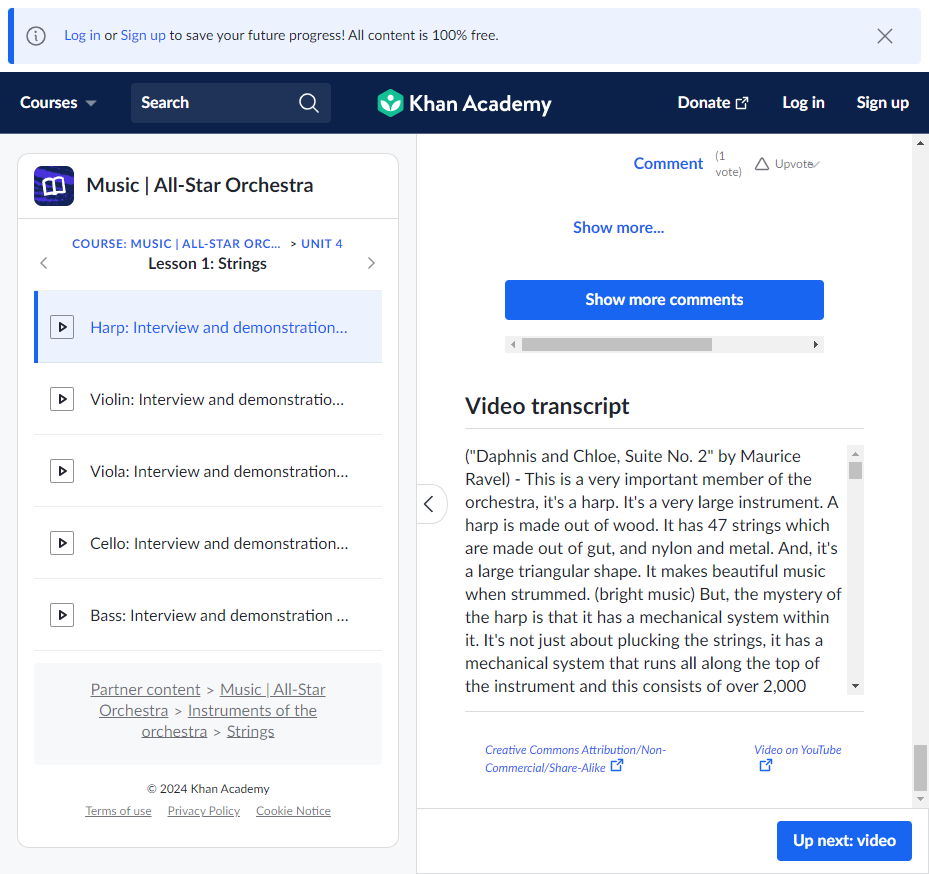 Log in or Sign up to save your future progress! All content is 100% free.
Courses
Search
Khan Academy
Donate
Log in
Sign up
Music | All-Star Orchestra
COURSE: MUSIC | ALL-STAR ORC... > UNIT 4
Lesson 1: Strings
Harp: Interview and demonstration...
Violin: Interview and demonstratio...
Viola: Interview and demonstration...
Cello: Interview and demonstration...
Bass: Interview and demonstration ...
Partner content > Music | All-Star
Orchestra > Instruments of the
orchestra > Strings
© 2024 Khan Academy
Terms of use Privacy Policy Cookie Notice
Comment
(1
vote)
Upvote
Show more...
Show more comments
Video transcript
("Daphnis and Chloe, Suite No. 2" by Maurice
Ravel) - This is a very important member of the
orchestra, it's a harp. It's a very large instrument. A
harp is made out of wood. It has 47 strings which
are made out of gut, and nylon and metal. And, it's
a large triangular shape. It makes beautiful music
when strummed. (bright music) But, the mystery of
the harp is that it has a mechanical system within
it. It's not just about plucking the strings, it has a
mechanical system that runs all along the top of
the instrument and this consists of over 2,000
Creative Commons Attribution/Non-
Commercial/Share-Alike
Video on YouTube
Up next: video